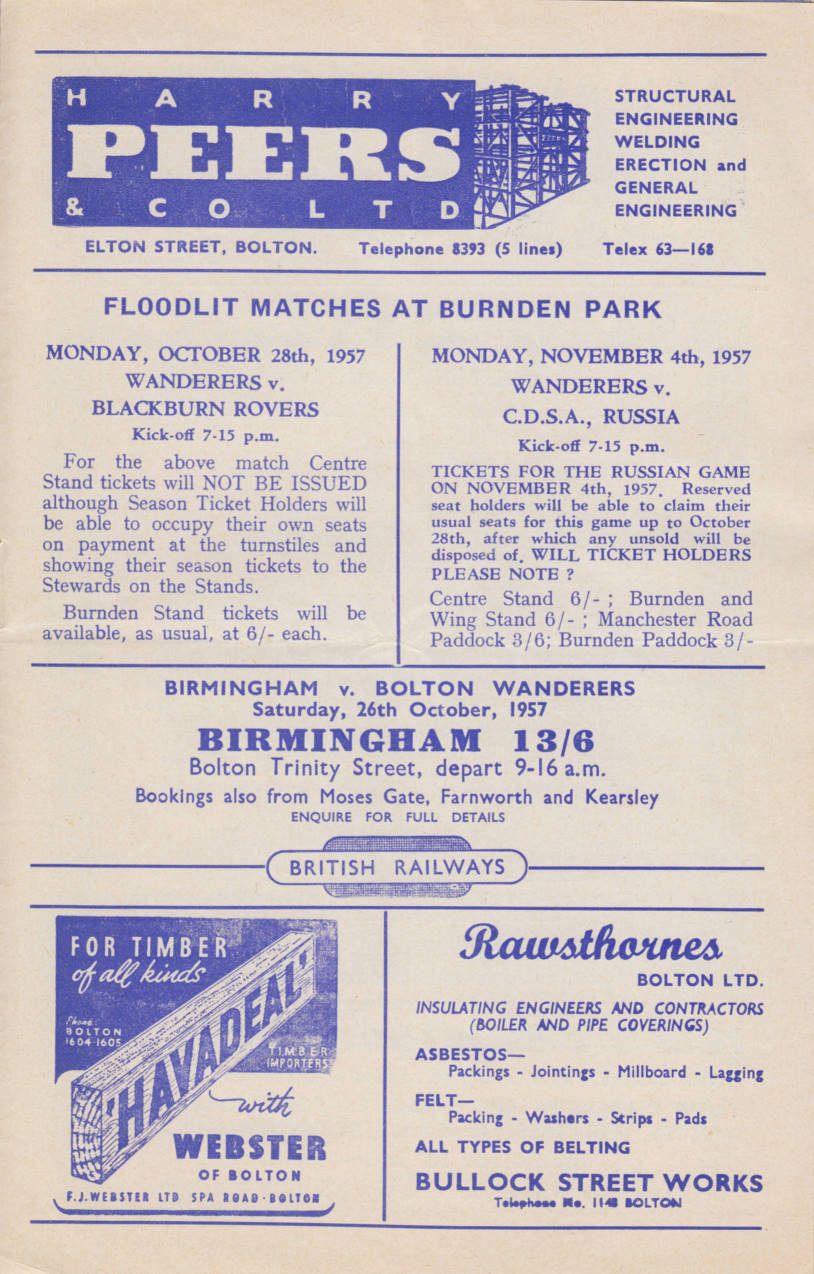 HARRY
PEERS
& CO LTD
STRUCTURAL
ENGINEERING
WELDING
ERECTION and
GENERAL
ENGINEERING
ELTON STREET, BOLTON. Telephone 8393 (5 lines) Telex 63—168
FLOODLIT MATCHES AT BURNDEN PARK
MONDAY, OCTOBER 28th, 1957
WANDERERS v.
BLACKBURN ROVERS
Kick-off 7-15 p.m.
For the above match Centre
Stand tickets will NOT BE ISSUED
although Season Ticket Holders will
be able to occupy their own seats
on payment at the turnstiles and
showing their season tickets to the
Stewards on the Stands.
Burnden Stand tickets will be
available, as usual, at 6/- each.
MONDAY, NOVEMBER 4th, 1957
WANDERERS v.
C.D.S.A., RUSSIA
Kick-off 7-15 p.m.
TICKETS FOR THE RUSSIAN GAME
ON NOVEMBER 4th, 1957. Reserved
seat holders will be able to claim their
usual seats for this game up to October
28th, after which any unsold will be
disposed of. WILL TICKET HOLDERS
PLEASE NOTE ?
Centre Stand 6/- ; Burnden and
Wing Stand 6/- ; Manchester Road
Paddock 3/6; Burnden Paddock 3/-
BIRMINGHAM v. BOLTON WANDERERS
Saturday, 26th October, 1957
BIRMINGHAM 13/6
Bolton Trinity Street, depart 9-16 a.m.
Bookings also from Moses Gate, Farnworth and Kearsley
ENQUIRE FOR FULL DETAILS
BRITISH RAILWAYS
FOR TIMBER
of all kinds
Phone:
BOLTON
1604-1605
'HAVADEAL'
TIMBER
IMPORTERS
with
WEBSTER
OF BOLTON
F.J. WEBSTER LTD SPA ROAD · BOLTON
Rawsthornes
BOLTON LTD.
INSULATING ENGINEERS AND CONTRACTORS
(BOILER AND PIPE COVERINGS)
ASBESTOS—
Packings - Jointings - Millboard - Lagging
FELT—
Packing - Washers - Strips - Pads
ALL TYPES OF BELTING
BULLOCK STREET WORKS
Telephone No. 1148 BOLTON